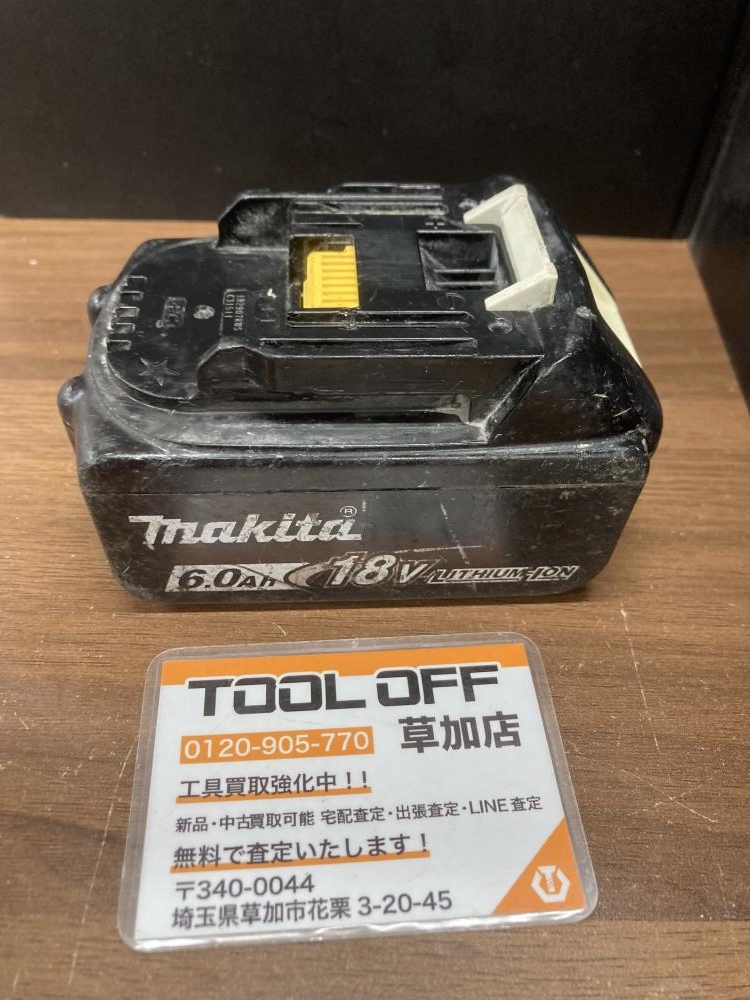 makita®
6.0Ah 18V LITHIUM-ION
TOOL OFF
0120-905-770 草加店
工具買取強化中!!
新品・中古買取可能 宅配査定・出張査定・LINE査定
無料で査定いたします!
〒340-0044
埼玉県草加市花栗 3-20-45